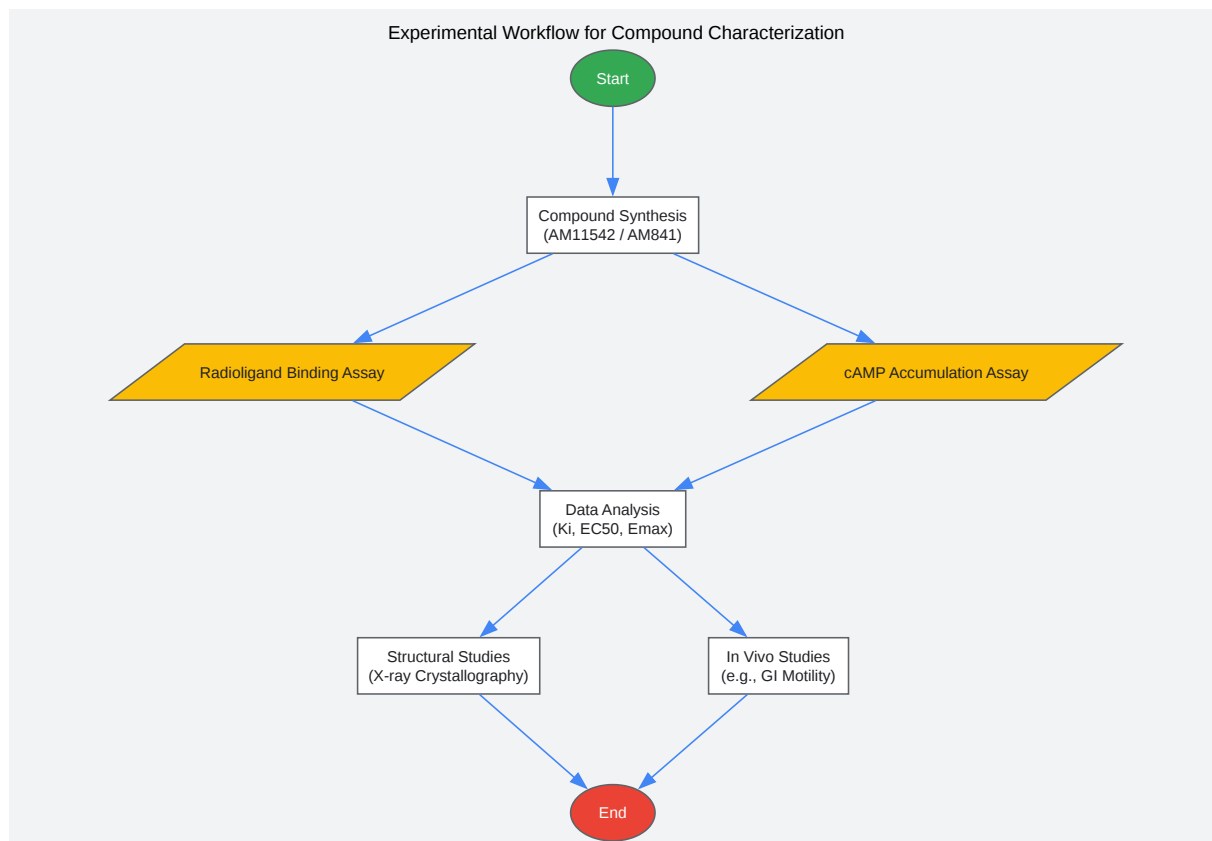 Experimental Workflow for Compound Characterization
Start
Compound Synthesis
(AM11542 / AM841)
Radioligand Binding Assay
cAMP Accumulation Assay
Data Analysis
(Ki, EC50, Emax)
Structural Studies
(X-ray Crystallography)
In Vivo Studies
(e.g., GI Motility)
End